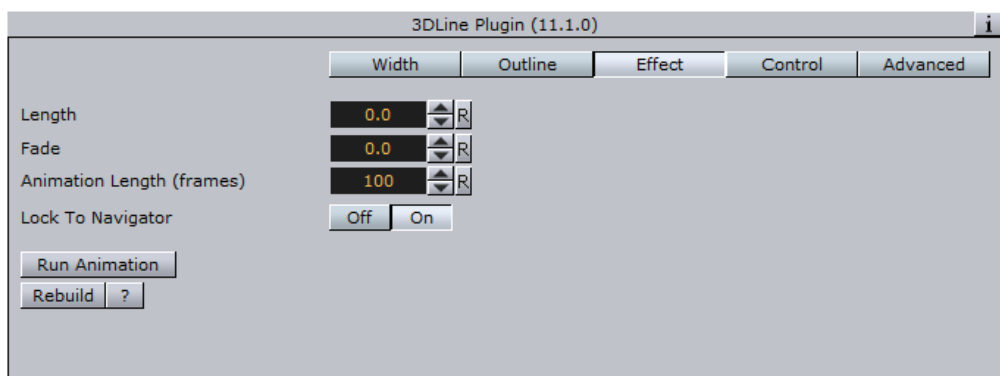 3DLine Plugin (11.1.0) i
Width Outline Effect Control Advanced
Length 0.0 R
Fade 0.0 R
Animation Length (frames) 100 R
Lock To Navigator Off On
Run Animation
Rebuild ?